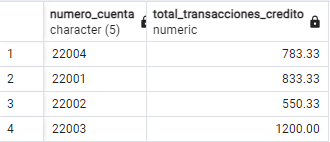 numero_cuenta total_transacciones_credito
character (5) numeric
1 22004 783.33
2 22001 833.33
3 22002 550.33
4 22003 1200.00